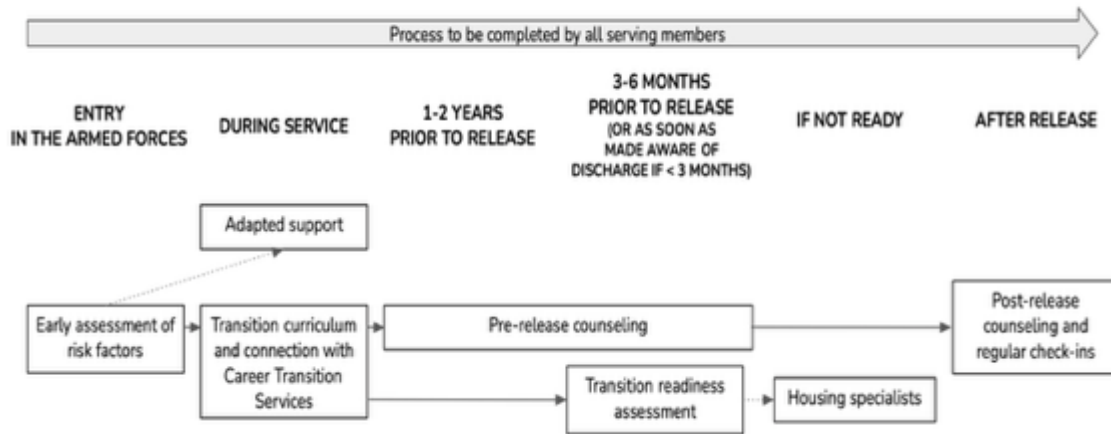 Process to be completed by all serving members
ENTRY
IN THE ARMED FORCES
DURING SERVICE
1-2 YEARS
PRIOR TO RELEASE
3-6 MONTHS
PRIOR TO RELEASE
(OR AS SOON AS
MADE AWARE OF
DISCHARGE IF < 3 MONTHS)
IF NOT READY
AFTER RELEASE
Adapted support
Early assessment of
risk factors
Transition curriculum
and connection with
Career Transition
Services
Pre-release counseling
Post-release
counseling and
regular check-ins
Transition readiness
assessment
Housing specialists